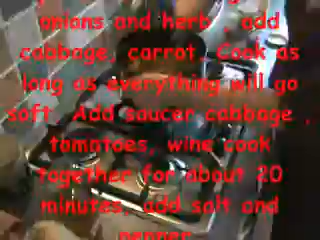 onions and herb , add
cabbage, carrot. Cook as
long as everything will go
soft. Add saucer cabbage ,
tomatoes, wine cook
together for about 20
minutes, add salt and
pepper